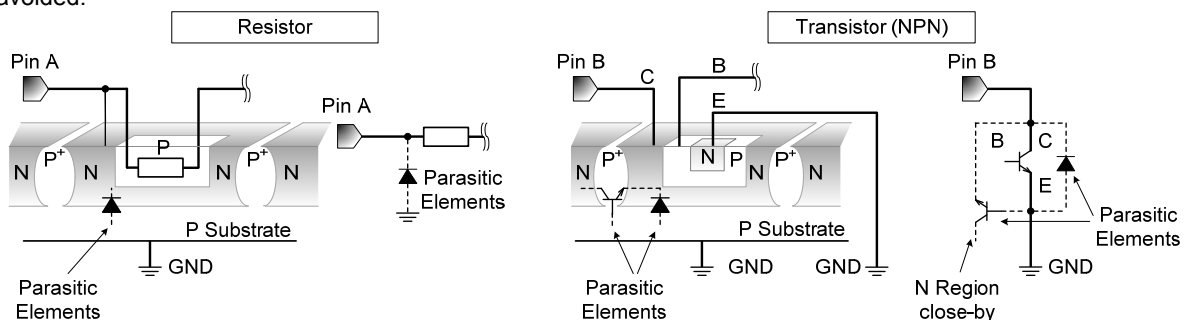 avoided.
Resistor
Transistor (NPN)
Pin A
Pin A
N
P+
N
P
N
P+
N
Parasitic
Elements
P Substrate
GND
Parasitic
Elements
Pin B
C
B
E
N
P+
N
N
P
P+
N
N
P Substrate
GND
GND
Parasitic
Elements
Pin B
B
C
E
Parasitic
Elements
GND
N Region
close-by